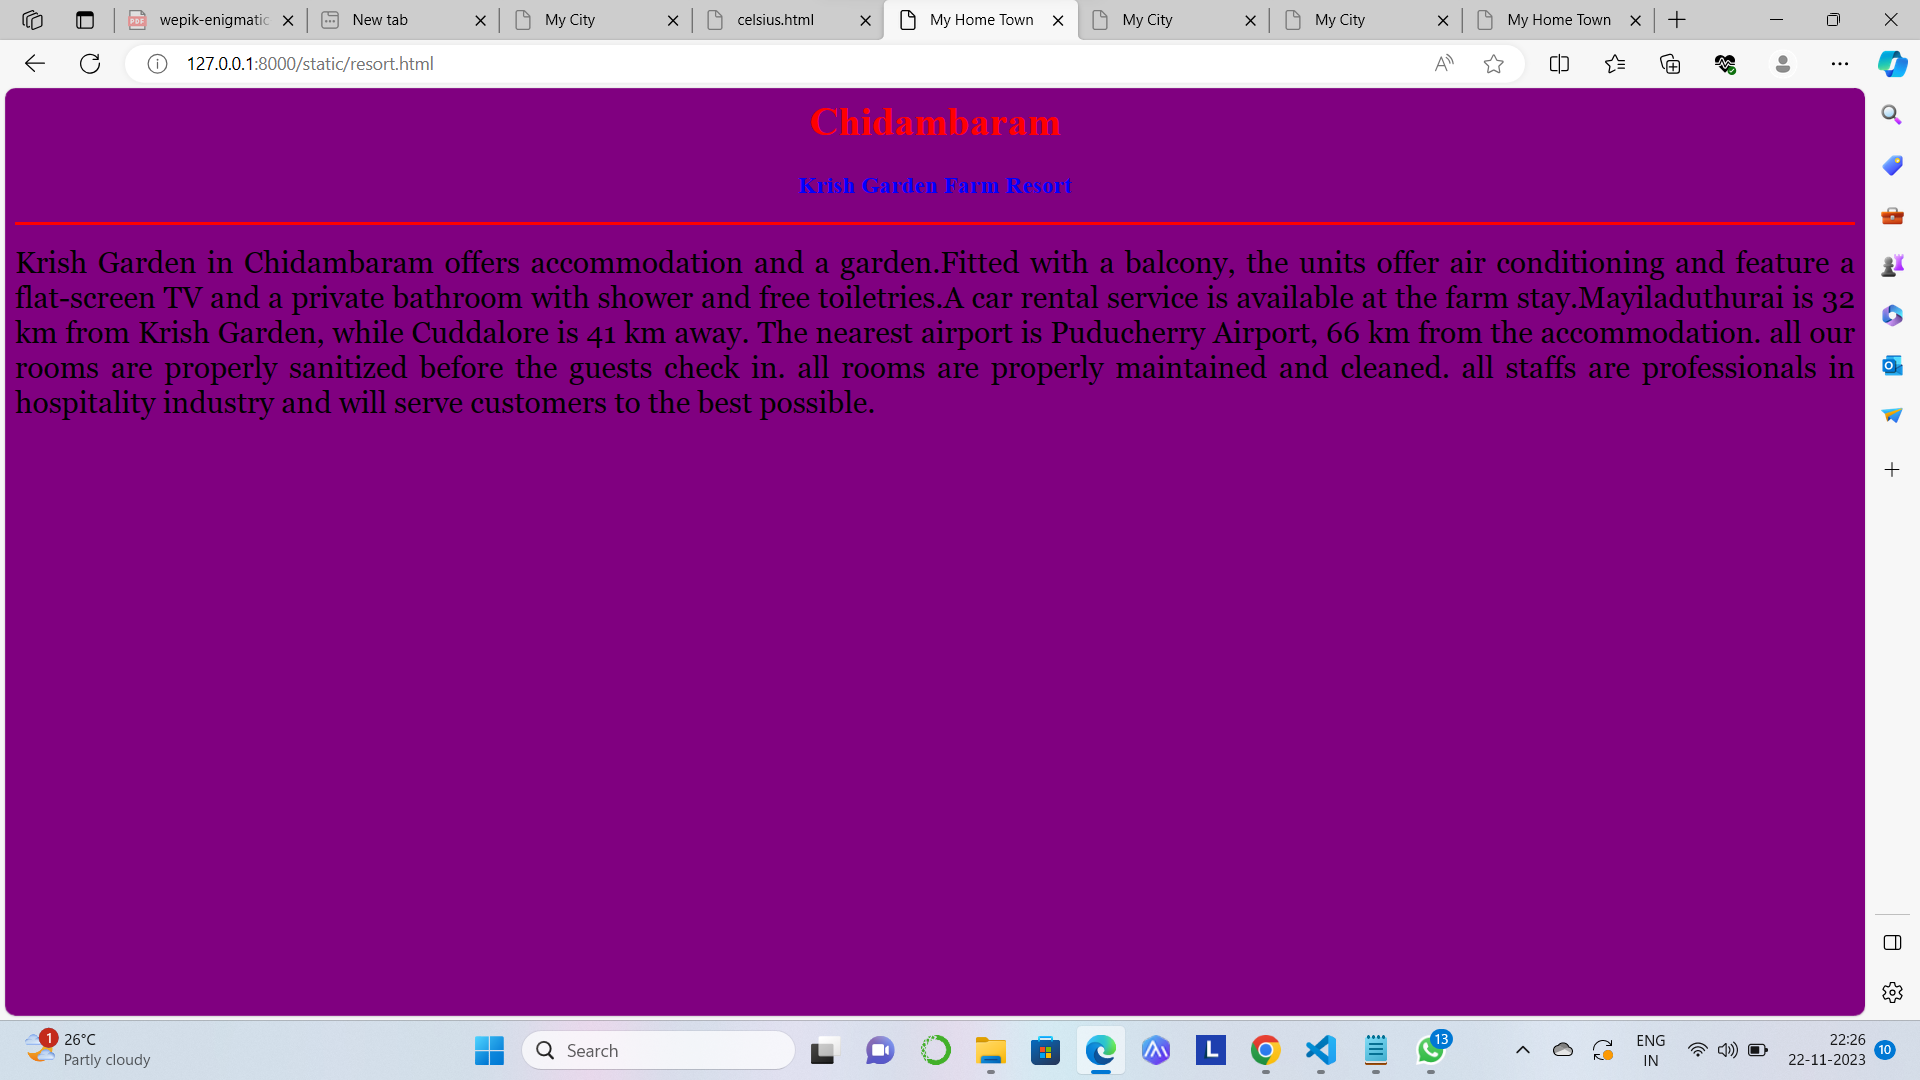 wepik-enigmatic
New tab
My City
celsius.html
My Home Town
My City
My City
My Home Town
127.0.0.1:8000/static/resort.html
Chidambaram
Krish Garden Farm Resort
Krish Garden in Chidambaram offers accommodation and a garden.Fitted with a balcony, the units offer air conditioning and feature a
flat-screen TV and a private bathroom with shower and free toiletries.A car rental service is available at the farm stay.Mayiladuthurai is 32
km from Krish Garden, while Cuddalore is 41 km away. The nearest airport is Puducherry Airport, 66 km from the accommodation. all our
rooms are properly sanitized before the guests check in. all rooms are properly maintained and cleaned. all staffs are professionals in
hospitality industry and will serve customers to the best possible.
1
26°C
Partly cloudy
Search
L
13
ENG
IN
22:26
22-11-2023
10